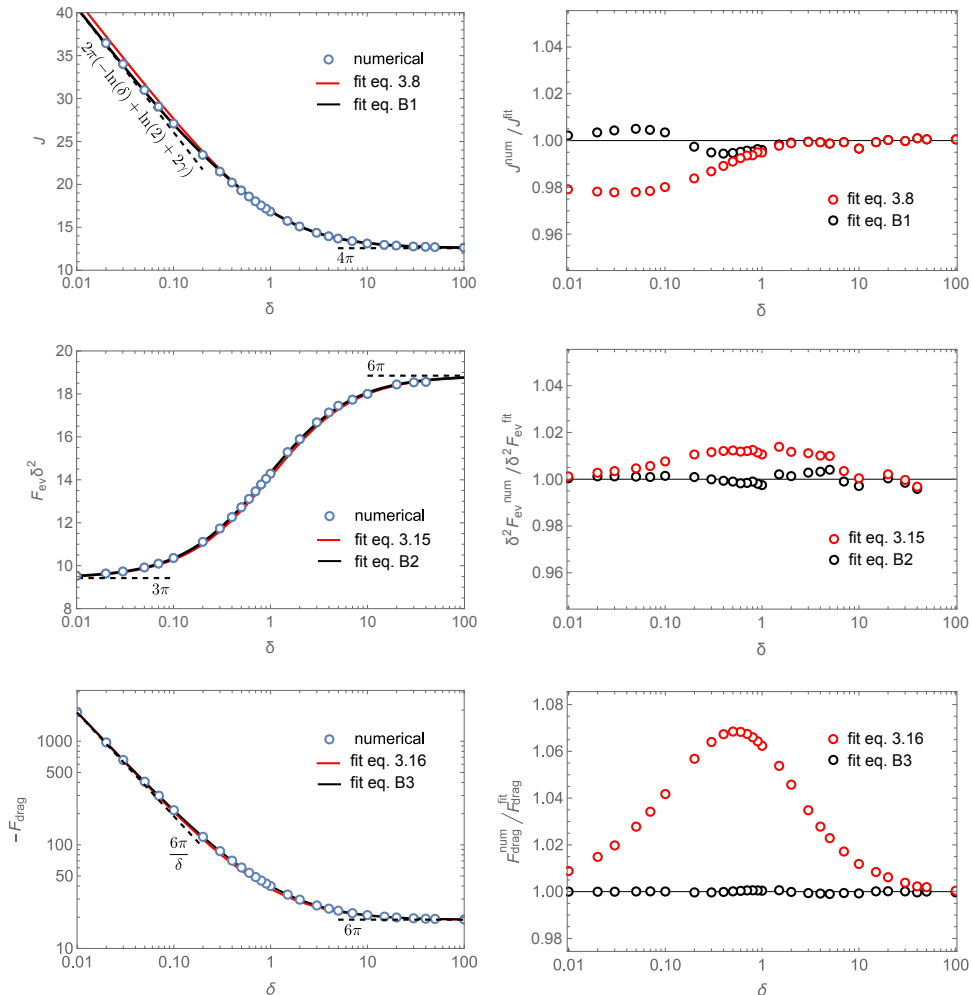 40
35
30
25
20
15
10
J
2π(−ln(δ) + ln(2) + 2γ)
numerical
fit eq. 3.8
fit eq. B1
4π
0.01 0.10 1 10 100
δ
1.04
1.02
1.00
0.98
0.96
J^num / J^fit
fit eq. 3.8
fit eq. B1
0.01 0.10 1 10 100
δ
20
18
16
14
12
10
8
F_ev δ²
6π
numerical
fit eq. 3.15
fit eq. B2
3π
0.01 0.10 1 10 100
δ
1.04
1.02
1.00
0.98
0.96
δ² F_ev^num / δ² F_ev^fit
fit eq. 3.15
fit eq. B2
0.01 0.10 1 10 100
δ
1000
500
100
50
10
−F_drag
numerical
fit eq. 3.16
fit eq. B3
6π
δ
6π
0.01 0.10 1 10 100
δ
1.08
1.06
1.04
1.02
1.00
0.98
F_drag^num / F_drag^fit
fit eq. 3.16
fit eq. B3
0.01 0.10 1 10 100
δ